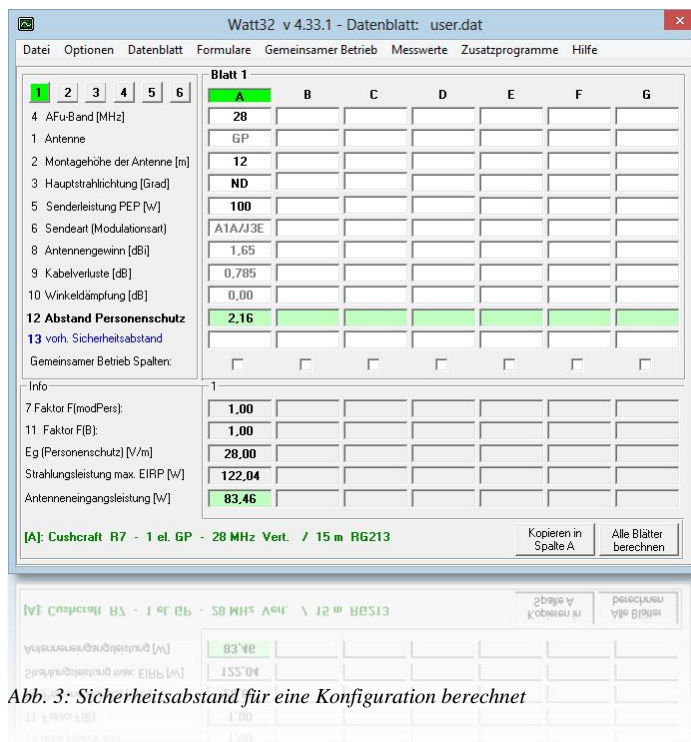 Watt32 v 4.33.1 - Datenblatt: user.dat
Datei Optionen Datenblatt Formulare Gemeinsamer Betrieb Messwerte Zusatzprogramme Hilfe
Blatt 1
1 2 3 4 5 6
A B C D E F G
4 AFu-Band [MHz] 28
1 Antenne GP
2 Montagehöhe der Antenne [m] 12
3 Hauptstrahlrichtung [Grad] ND
5 Senderleistung PEP [W] 100
6 Sendeart (Modulationsart) A1A/J3E
8 Antennengewinn [dBi] 1,65
9 Kabelverluste [dB] 0,785
10 Winkeldämpfung [dB] 0,00
12 Abstand Personenschutz 2,16
13 vorh. Sicherheitsabstand
Gemeinsamer Betrieb Spalten:
Info 1
7 Faktor F(modPers): 1,00
11 Faktor F(B): 1,00
Eg (Personenschutz) [V/m] 28,00
Strahlungsleistung max. EIRP [W] 122,04
Antenneneingangsleistung [W] 83,46
[A]: Cushcraft R7 - 1 el. GP - 28 MHz Vert. / 15 m RG213
Kopieren in Spalte A
Alle Blätter berechnen
Abb. 3: Sicherheitsabstand für eine Konfiguration berechnet